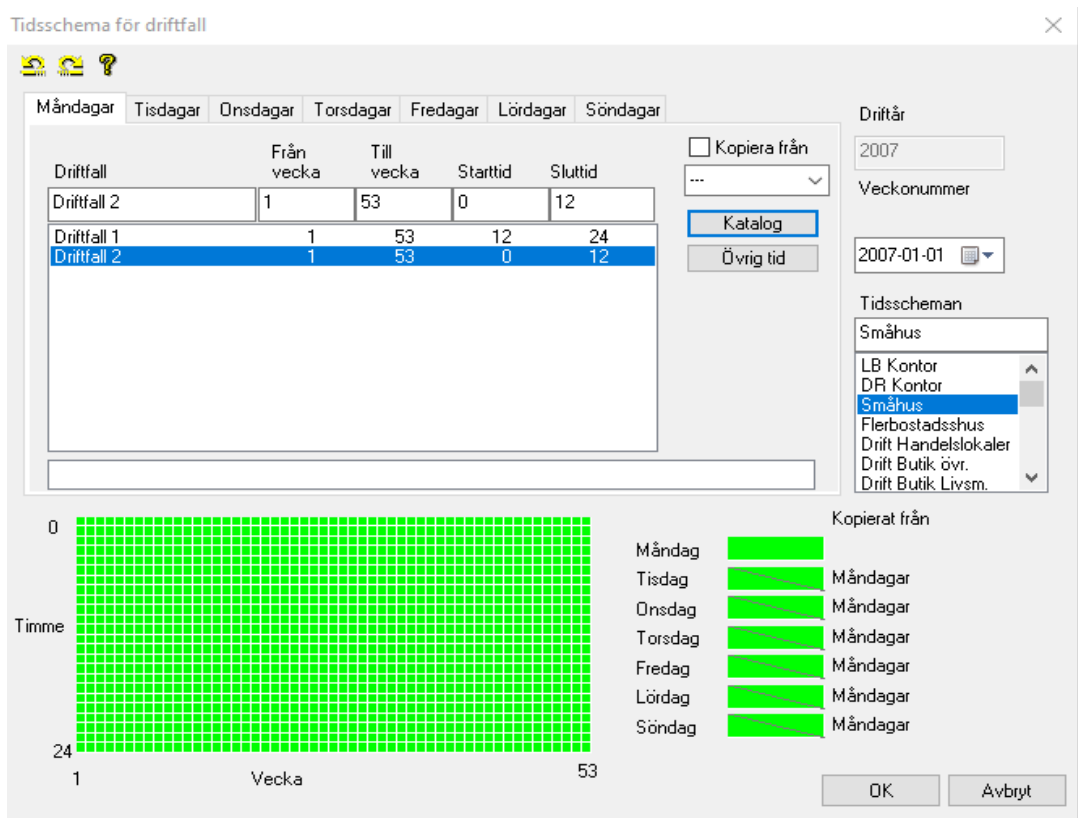 Tidsschema för driftfall
Måndagar Tisdagar Onsdagar Torsdagar Fredagar Lördagar Söndagar
Driftfall Från vecka Till vecka Starttid Sluttid
Driftfall 2 1 53 0 12
Driftfall 1 1 53 12 24
Driftfall 2 1 53 0 12
Kopiera från
---
Katalog
Övrig tid
Driftår
2007
Veckonummer
2007-01-01
Tidsscheman
Småhus
LB Kontor
DR Kontor
Småhus
Flerbostadsshus
Drift Handelslokaler
Drift Butik övr.
Drift Butik Livsm.
0
Timme
24
1 Vecka 53
Kopierat från
Måndag
Tisdag Måndagar
Onsdag Måndagar
Torsdag Måndagar
Fredag Måndagar
Lördag Måndagar
Söndag Måndagar
OK Avbryt